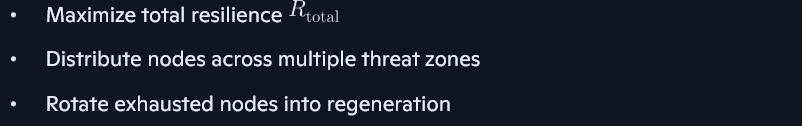 • Maximize total resilience R_total
• Distribute nodes across multiple threat zones
• Rotate exhausted nodes into regeneration